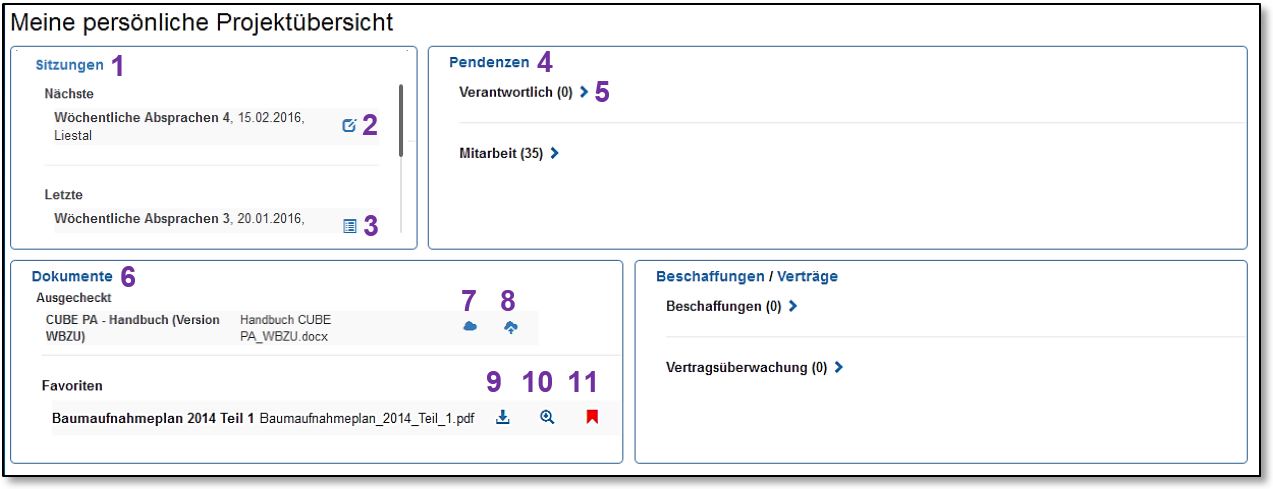 Meine persönliche Projektübersicht
Sitzungen 1
Nächste
Wöchentliche Absprachen 4, 15.02.2016,
Liestal
2
Letzte
Wöchentliche Absprachen 3, 20.01.2016,
3
Pendenzen 4
Verantwortlich (0) 5
Mitarbeit (35)
Dokumente 6
Ausgecheckt
7 8
CUBE PA - Handbuch (Version Handbuch CUBE
WBZU) PA_WBZU.docx
Favoriten
9 10 11
Baumaufnahmeplan 2014 Teil 1 Baumaufnahmeplan_2014_Teil_1.pdf
Beschaffungen / Verträge
Beschaffungen (0)
Vertragsüberwachung (0)